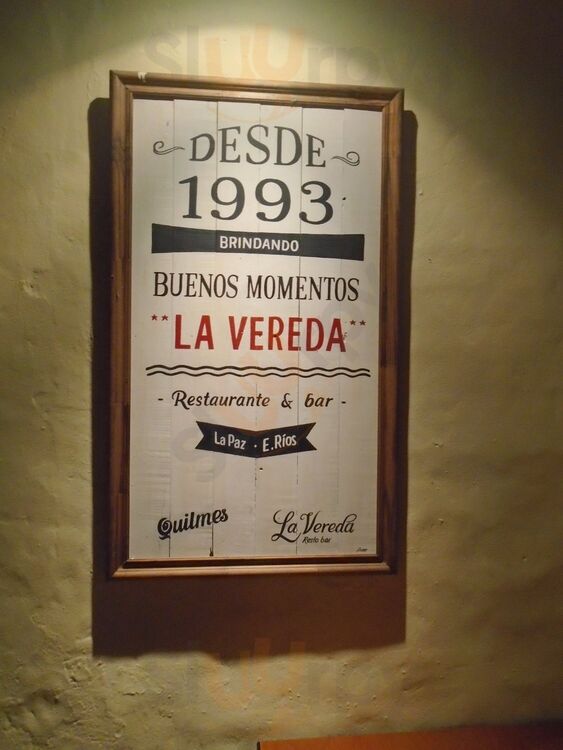 DESDE
1993
BRINDANDO
BUENOS MOMENTOS
**LA VEREDA**
- Restaurante & bar -
La Paz · E. Ríos
Quilmes
La Vereda
Resto bar